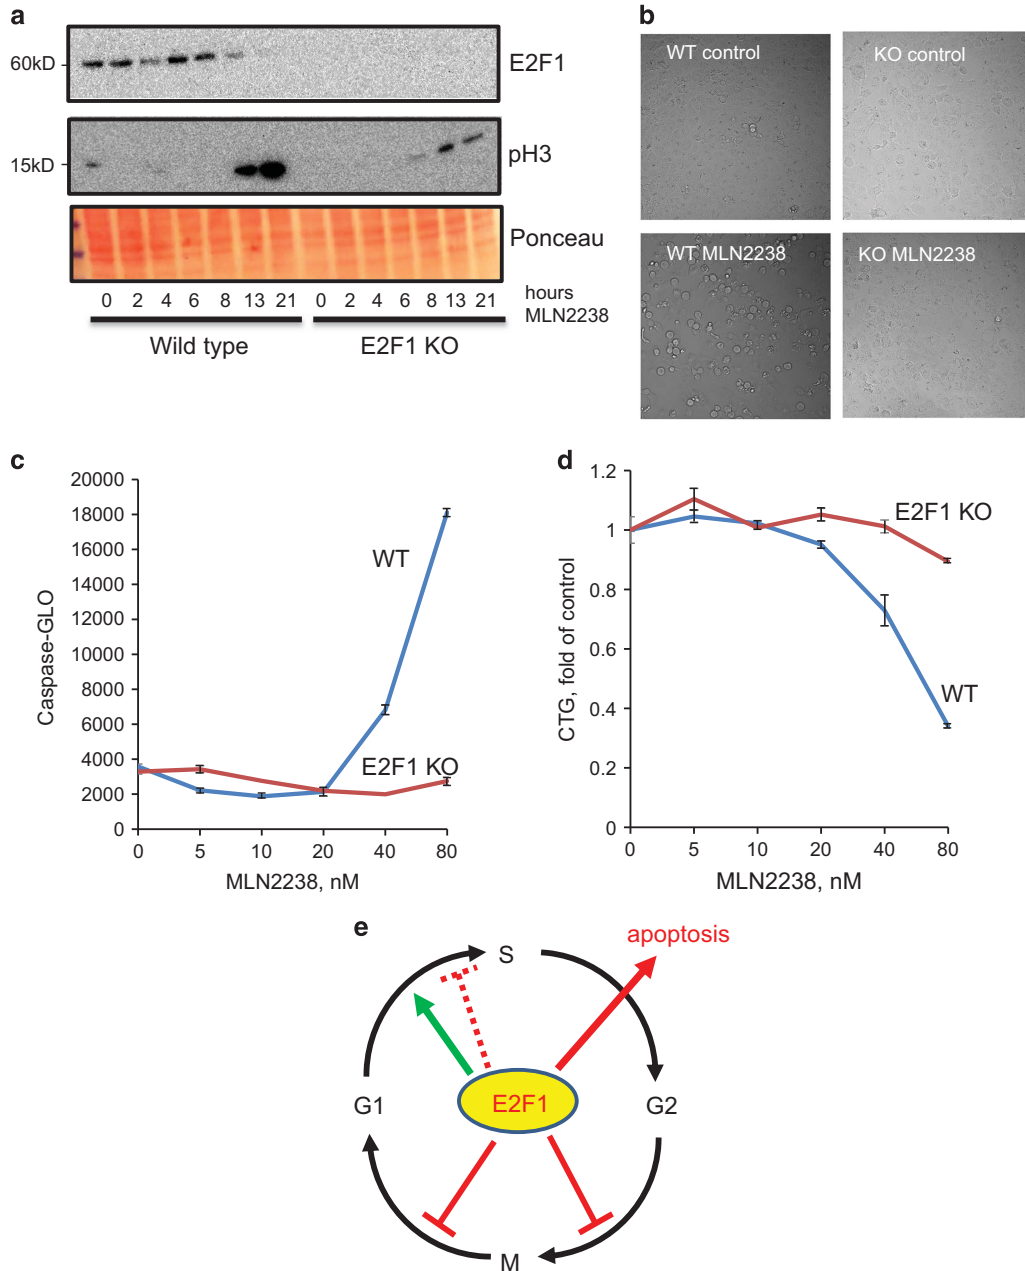 a
60kD
E2F1
15kD
pH3
Ponceau
0 2 4 6 8 13 21 0 2 4 6 8 13 21
hours
MLN2238
Wild type
E2F1 KO
b
WT control
KO control
WT MLN2238
KO MLN2238
c
20000
18000
16000
14000
12000
10000
8000
6000
4000
2000
0
Caspase-GLO
WT
E2F1 KO
0 5 10 20 40 80
MLN2238, nM
d
1.2
1
0.8
0.6
0.4
0.2
0
CTG, fold of control
E2F1 KO
WT
0 5 10 20 40 80
MLN2238, nM
e
apoptosis
S
G1
E2F1
G2
M